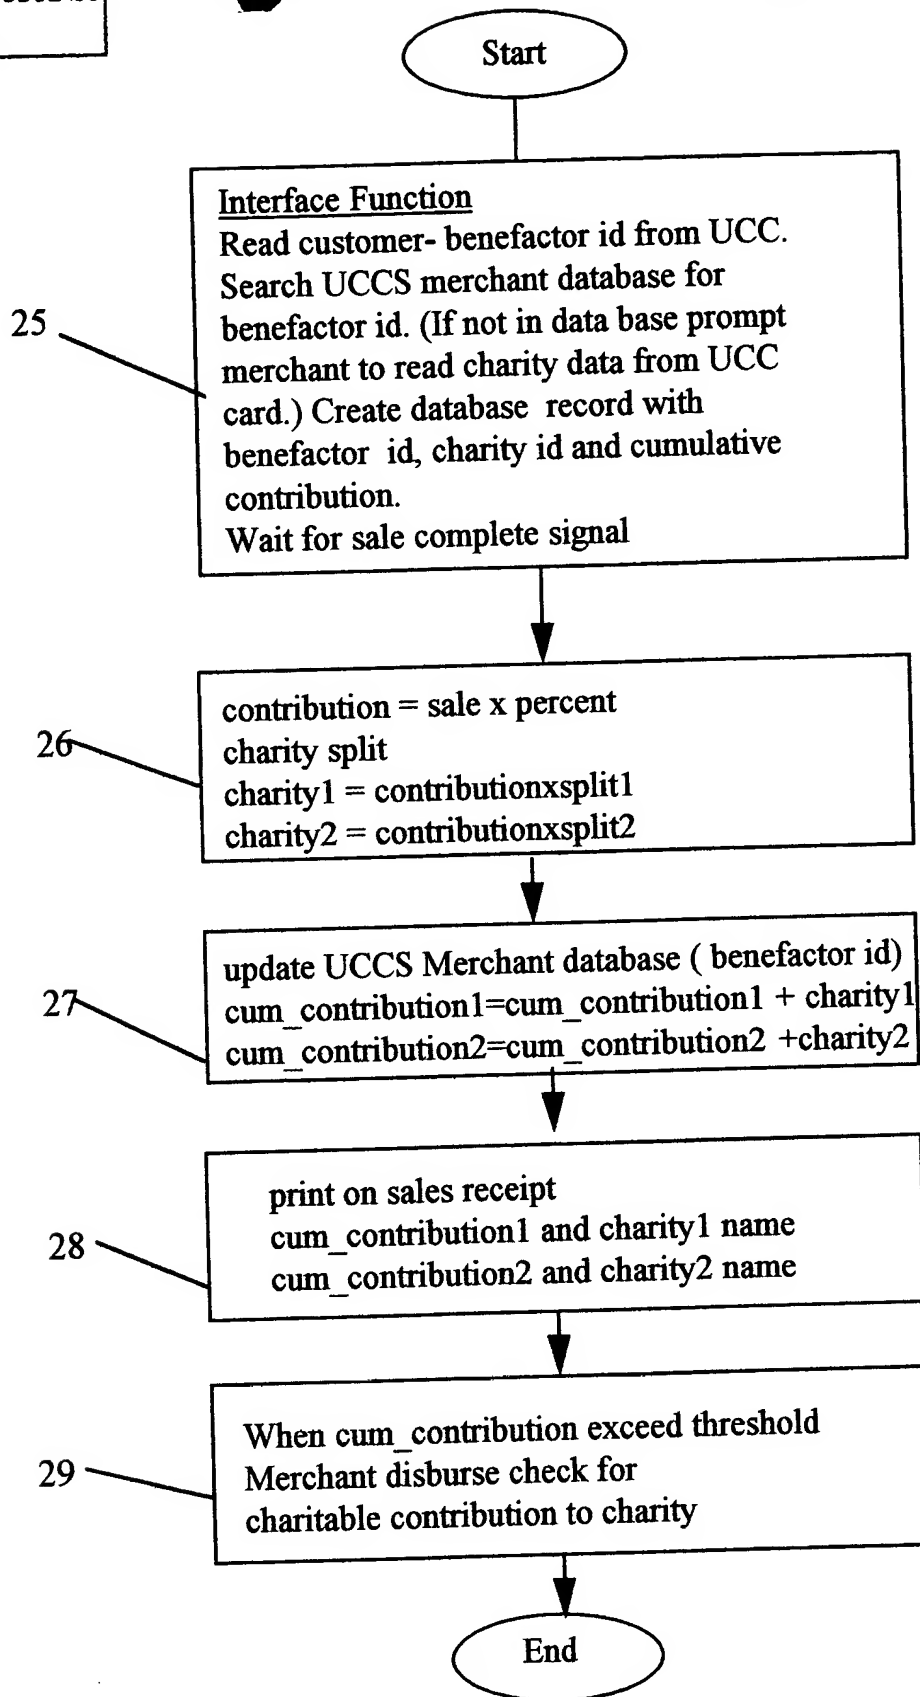 Start
Interface Function
Read customer- benefactor id from UCC.
Search UCCS merchant database for
benefactor id. (If not in data base prompt
merchant to read charity data from UCC
card.) Create database record with
benefactor id, charity id and cumulative
contribution.
Wait for sale complete signal
25
contribution = sale x percent
charity split
charity1 = contributionxsplit1
charity2 = contributionxsplit2
26
update UCCS Merchant database ( benefactor id)
cum_contribution1=cum_contribution1 + charity1
cum_contribution2=cum_contribution2 +charity2
27
print on sales receipt
cum_contribution1 and charity1 name
cum_contribution2 and charity2 name
28
When cum_contribution exceed threshold
Merchant disburse check for
charitable contribution to charity
29
End